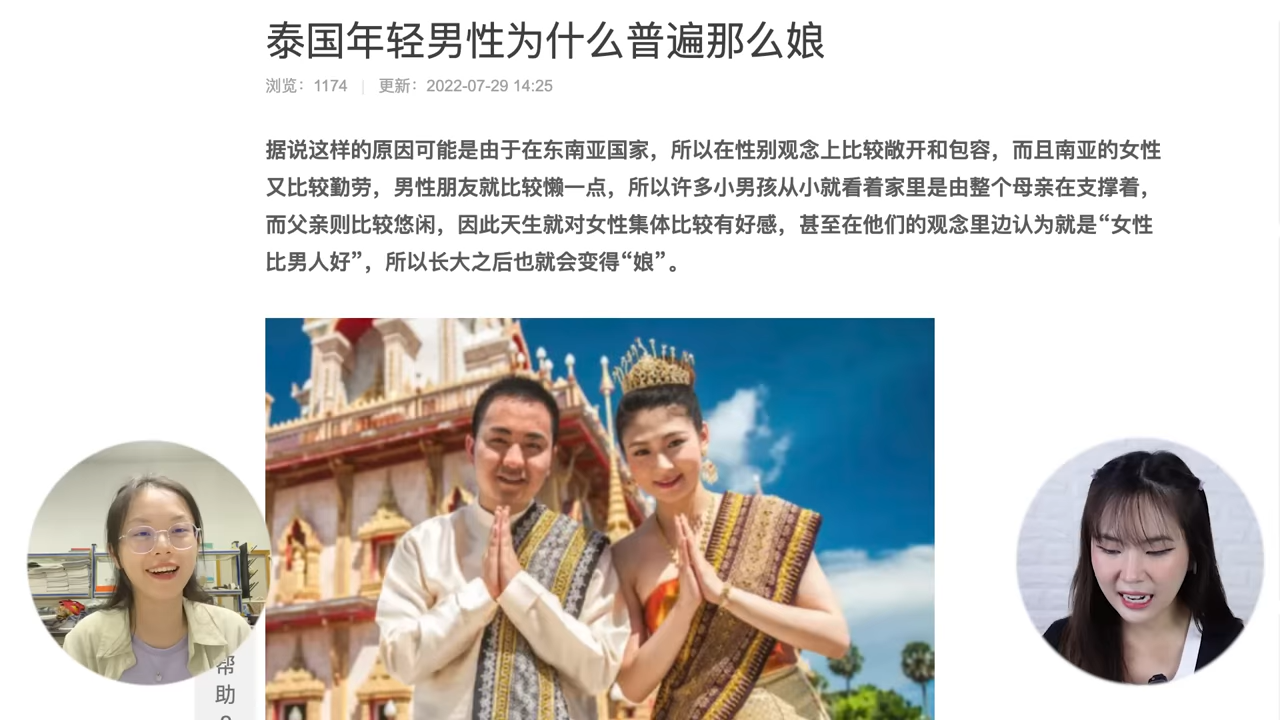 泰国年轻男性为什么普遍那么娘
浏览：1174 | 更新：2022-07-29 14:25
据说这样的原因可能是由于在东南亚国家，所以在性别观念上比较敞开和包容，而且南亚的女性
又比较勤劳，男性朋友就比较懒一点，所以许多小男孩从小就看着家里是由整个母亲在支撑着，
而父亲则比较悠闲，因此天生就对女性集体比较有好感，甚至在他们的观念里边认为就是“女性
比男人好”，所以长大之后也就会变得“娘”。
帮
助